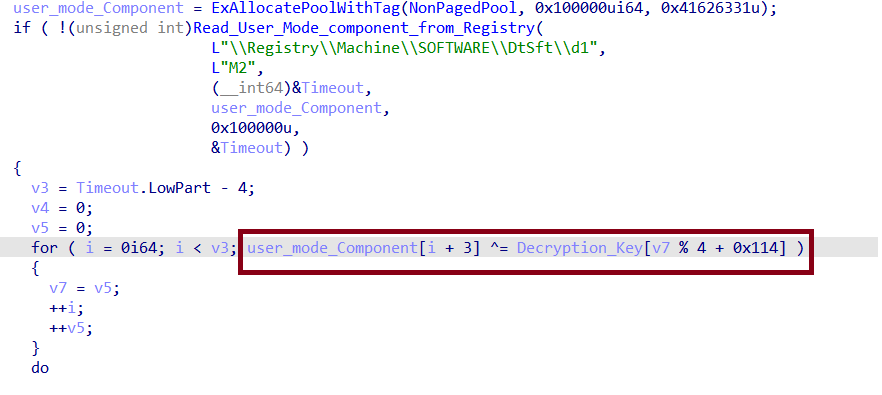 user_mode_Component = ExAllocatePoolWithTag(NonPagedPool, 0x100000ui64, 0x41626331u);
if ( !(unsigned int)Read_User_Mode_component_from_Registry(
L"\\Registry\\Machine\\SOFTWARE\\DtSft\\d1",
L"M2",
(__int64)&Timeout,
user_mode_Component,
0x100000u,
&Timeout) )
{
v3 = Timeout.LowPart - 4;
v4 = 0;
v5 = 0;
for ( i = 0i64; i < v3; user_mode_Component[i + 3] ^= Decryption_Key[v7 % 4 + 0x114] )
{
v7 = v5;
++i;
++v5;
}
do